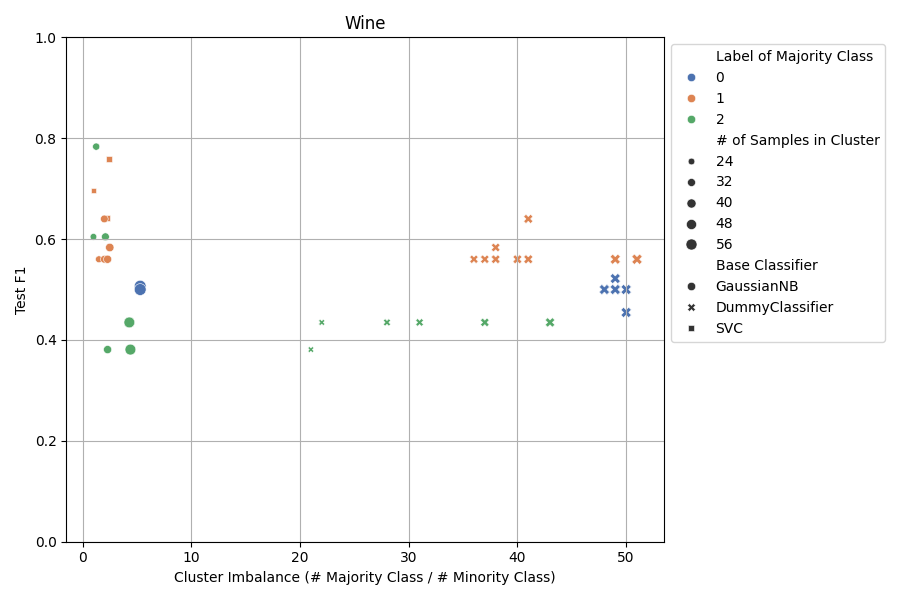 Wine
1.0
0.8
0.6
0.4
0.2
0.0
Test F1
0
10
20
30
40
50
Cluster Imbalance (# Majority Class / # Minority Class)
Label of Majority Class
0
1
2
# of Samples in Cluster
24
32
40
48
56
Base Classifier
GaussianNB
DummyClassifier
SVC